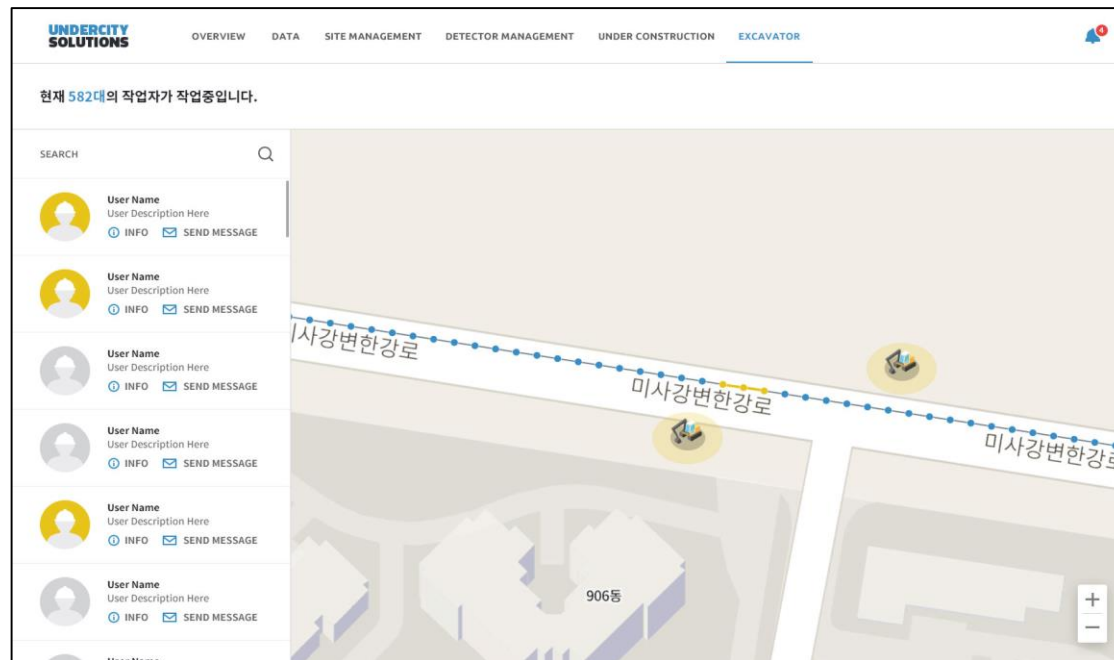 UNDERCITY
SOLUTIONS
OVERVIEW DATA SITE MANAGEMENT DETECTOR MANAGEMENT UNDER CONSTRUCTION EXCAVATOR
4
현재 582대의 작업자가 작업중입니다.
SEARCH
User Name
User Description Here
INFO SEND MESSAGE
User Name
User Description Here
INFO SEND MESSAGE
User Name
User Description Here
INFO SEND MESSAGE
User Name
User Description Here
INFO SEND MESSAGE
User Name
User Description Here
INFO SEND MESSAGE
User Name
User Description Here
INFO SEND MESSAGE
User Name
미사강변한강로
미사강변한강로
미사강변한강로
906동